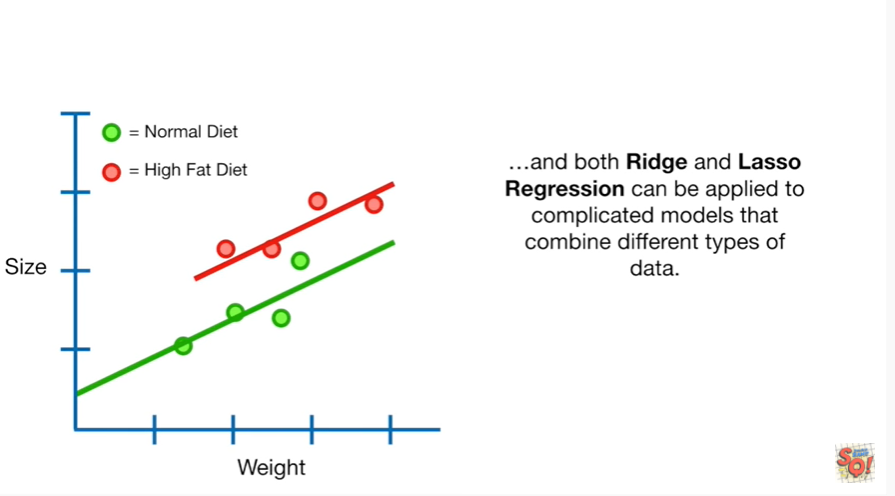 = Normal Diet
= High Fat Diet
Size
Weight
…and both Ridge and Lasso
Regression can be applied to
complicated models that
combine different types of
data.
SQ!